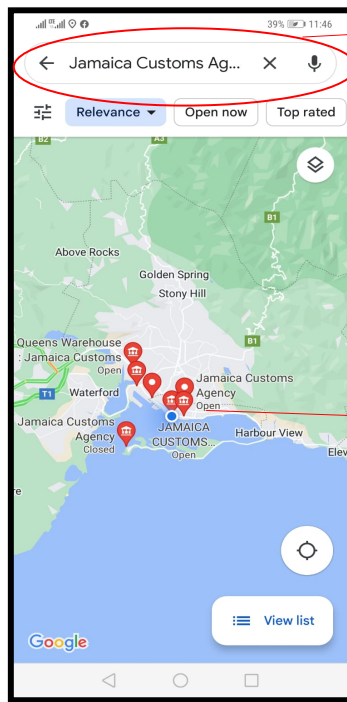 39% 11:46
Jamaica Customs Ag...
Relevance Open now Top rated
B2
A3
B1
Above Rocks
Golden Spring
Stony Hill
Queens Warehouse
: Jamaica Customs
Open
B1
T1
Waterford
Jamaica Customs
Agency
Open
Jamaica Customs
Agency
Closed
JAMAICA
CUSTOMS...
Open
Harbour View
Elev
re
View list
Google